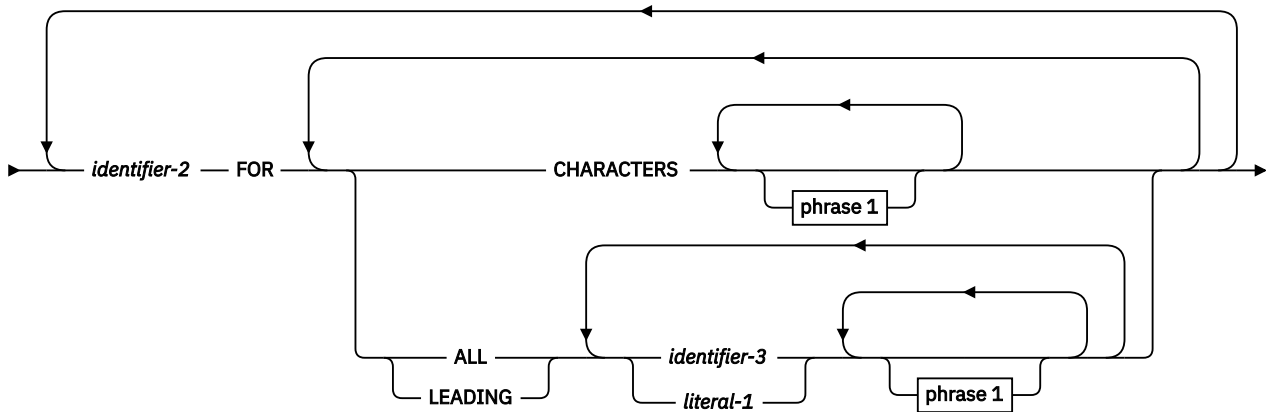 identifier-2 FOR CHARACTERS
phrase 1
ALL identifier-3
LEADING literal-1 phrase 1